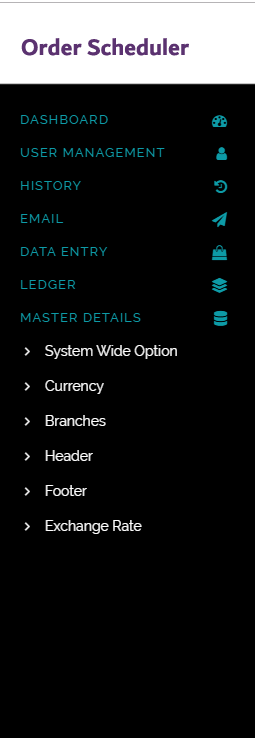 Order Scheduler
DASHBOARD
USER MANAGEMENT
HISTORY
EMAIL
DATA ENTRY
LEDGER
MASTER DETAILS
System Wide Option
Currency
Branches
Header
Footer
Exchange Rate